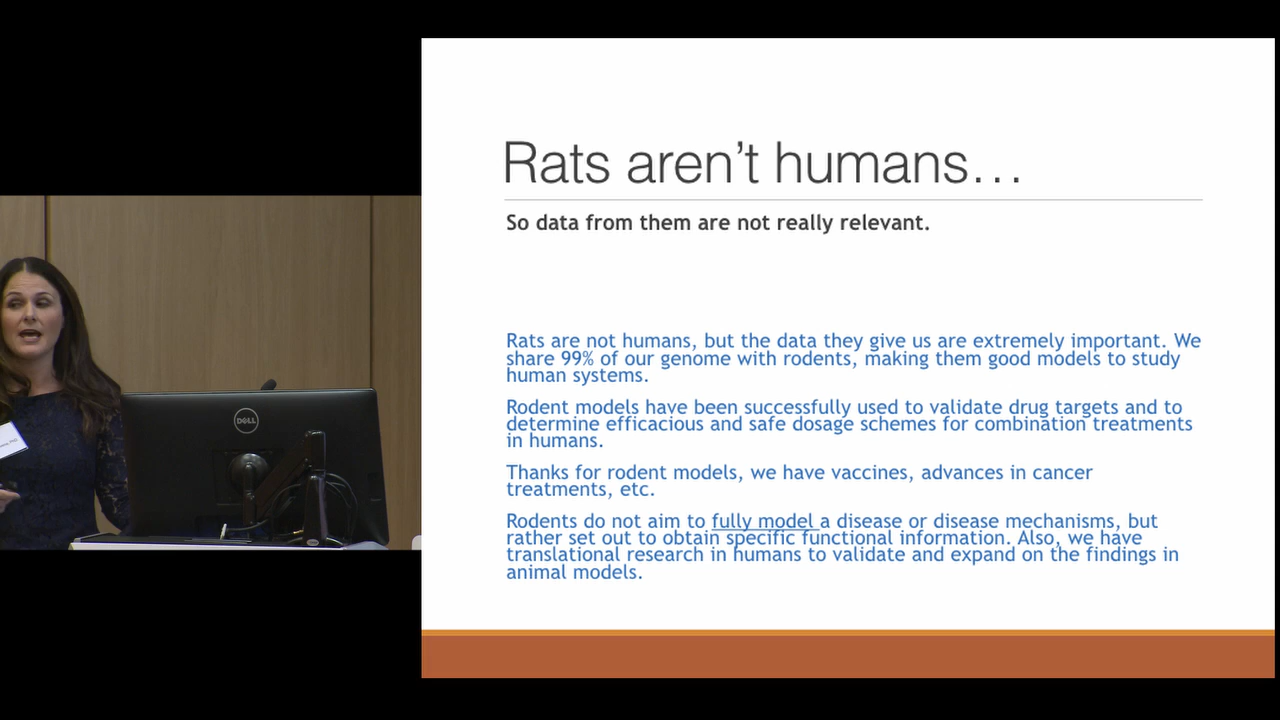 Rats aren't humans...
So data from them are not really relevant.
Rats are not humans, but the data they give us are extremely important. We
share 99% of our genome with rodents, making them good models to study
human systems.
Rodent models have been successfully used to validate drug targets and to
determine efficacious and safe dosage schemes for combination treatments
in humans.
Thanks for rodent models, we have vaccines, advances in cancer
treatments, etc.
Rodents do not aim to fully model a disease or disease mechanisms, but
rather set out to obtain specific functional information. Also, we have
translational research in humans to validate and expand on the findings in
animal models.
DELL